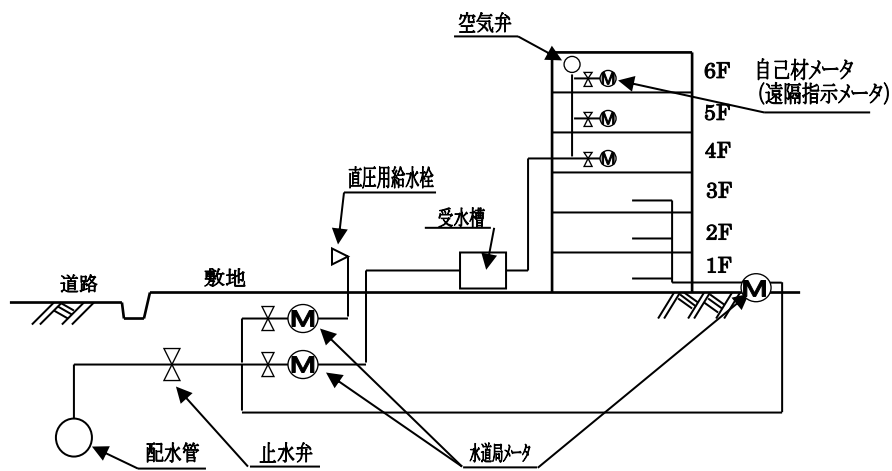 空気弁
6F
自己材メータ
(遠隔指示メータ)
M
5F
M
4F
M
直圧用給水栓
3F
受水槽
2F
1F
道路
敷地
M
M
M
配水管
止水弁
水道局メータ